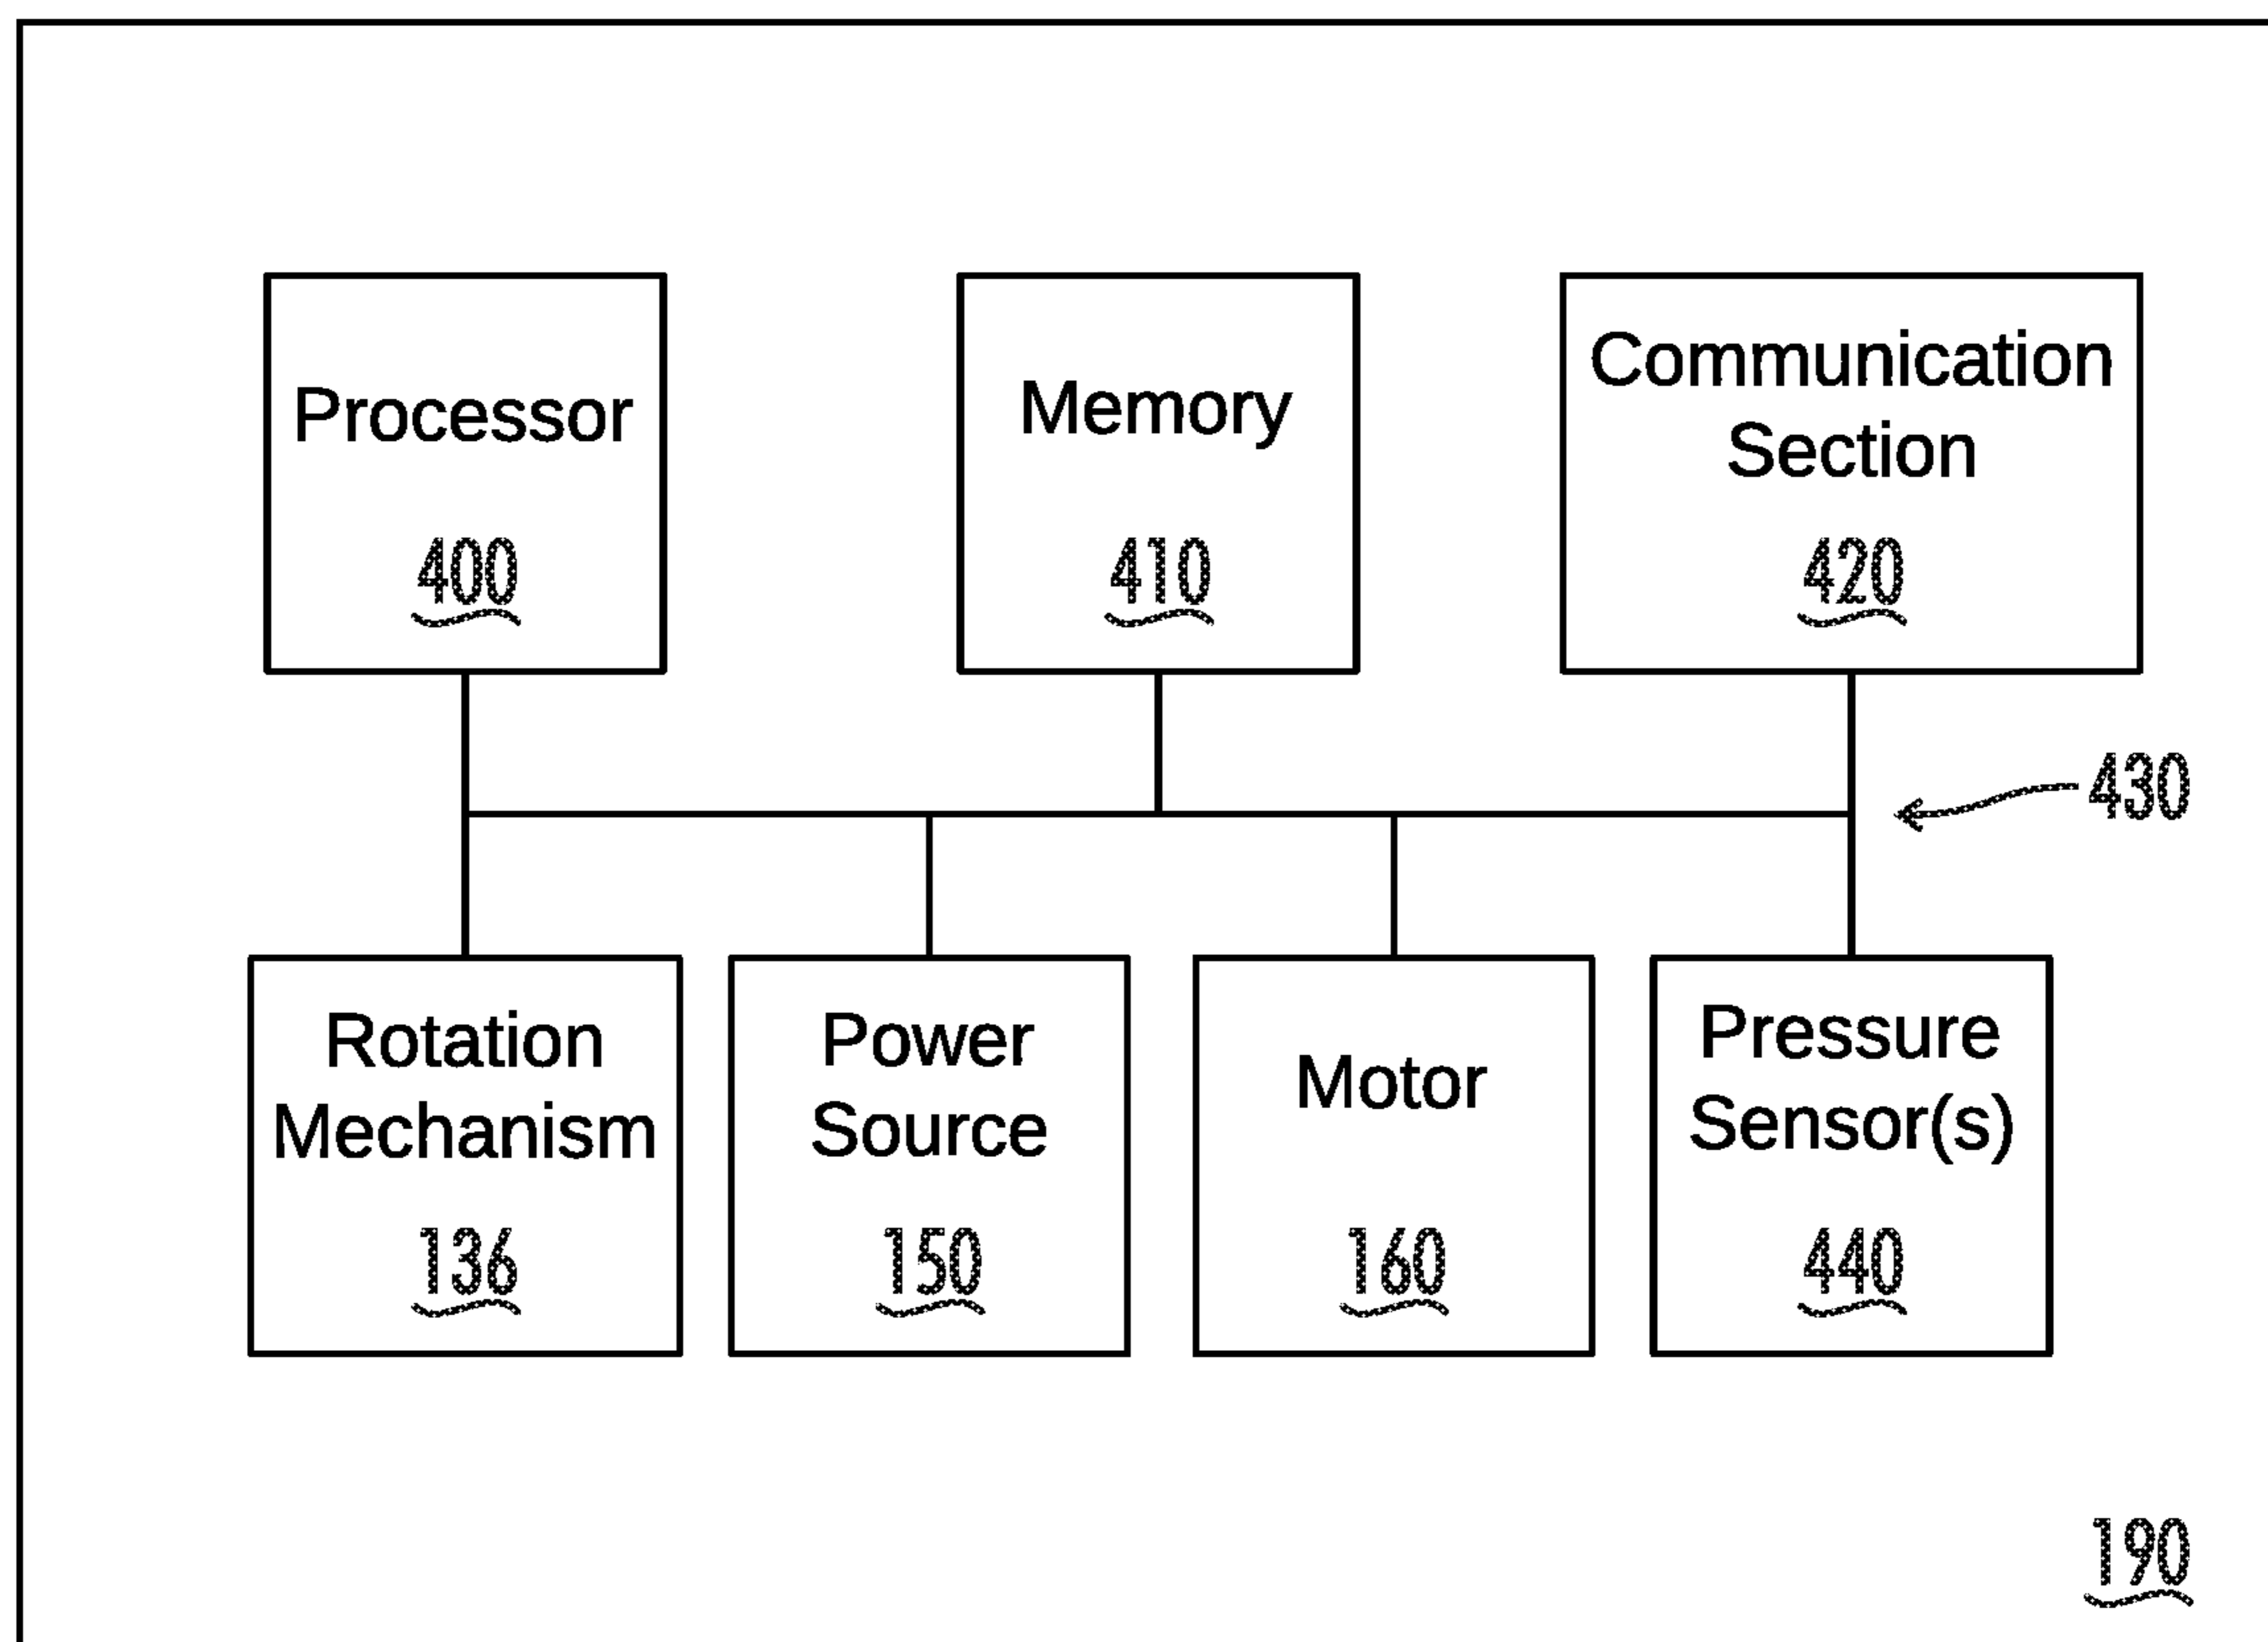 Processor
400
Memory
410
Communication
Section
420
430
Rotation
Mechanism
136
Power
Source
150
Motor
160
Pressure
Sensor(s)
440
190